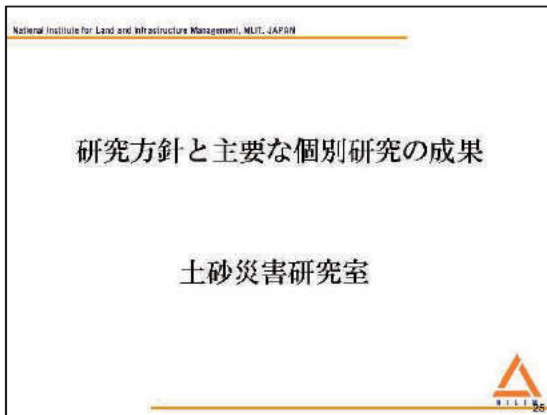 National Institute for Land and Infrastructure Management, MLIT, JAPAN
研究方針と主要な個別研究の成果
土砂災害研究室
NILIM
25